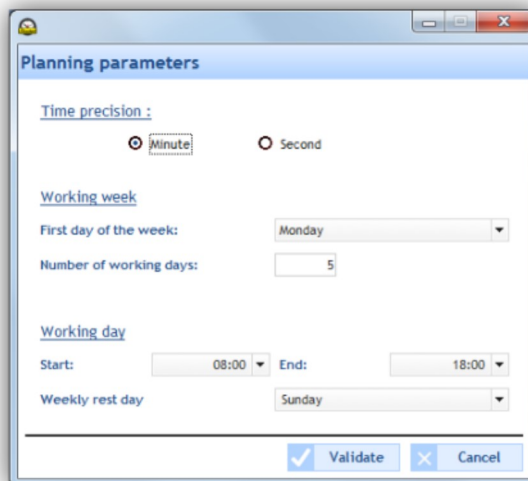 Planning parameters
Time precision :
Minute Second
Working week
First day of the week: Monday
Number of working days: 5
Working day
Start: 08:00 End: 18:00
Weekly rest day Sunday
Validate Cancel